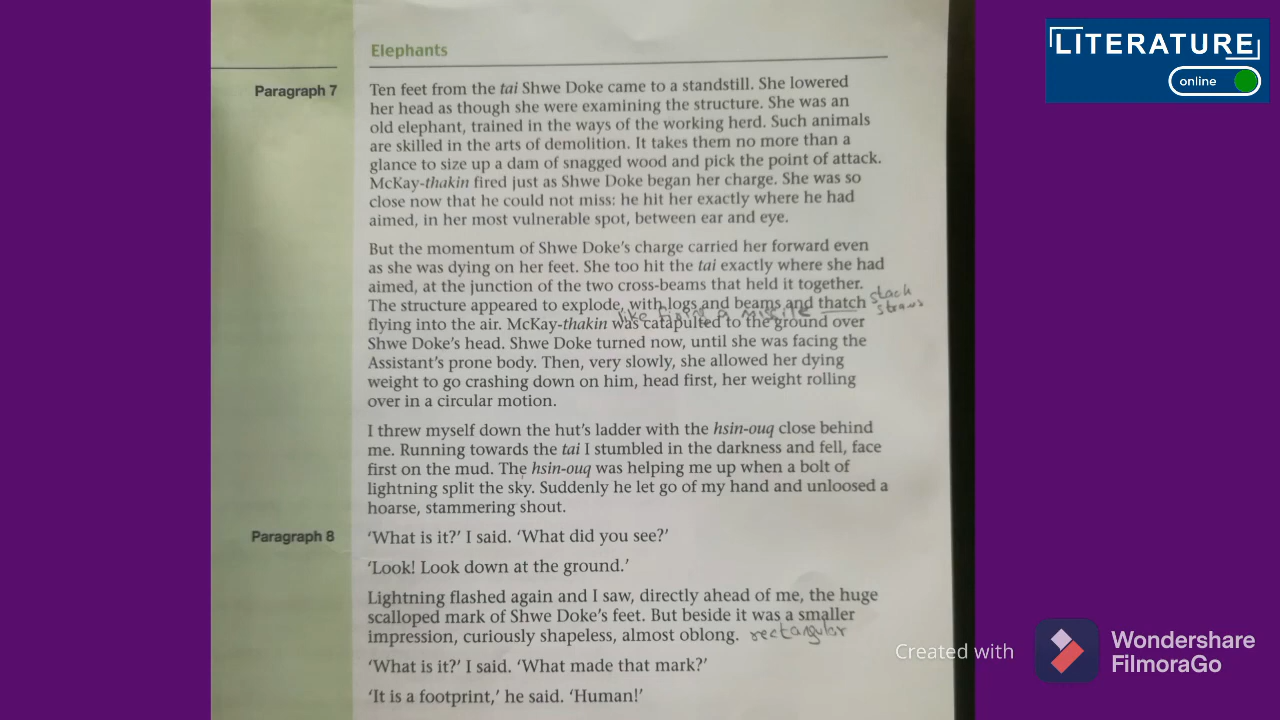 LITERATURE
online
Elephants
Paragraph 7
Ten feet from the tai Shwe Doke came to a standstill. She lowered
her head as though she were examining the structure. She was an
old elephant, trained in the ways of the working herd. Such animals
are skilled in the arts of demolition. It takes them no more than a
glance to size up a dam of snagged wood and pick the point of attack.
McKay-thakin fired just as Shwe Doke began her charge. She was so
close now that he could not miss: he hit her exactly where he had
aimed, in her most vulnerable spot, between ear and eye.
But the momentum of Shwe Doke's charge carried her forward even
as she was dying on her feet. She too hit the tai exactly where she had
aimed, at the junction of the two cross-beams that held it together.
The structure appeared to explode, with logs and beams and thatch
stack
straws
like firing a missile
flying into the air. McKay-thakin was catapulted to the ground over
Shwe Doke's head. Shwe Doke turned now, until she was facing the
Assistant's prone body. Then, very slowly, she allowed her dying
weight to go crashing down on him, head first, her weight rolling
over in a circular motion.
I threw myself down the hut's ladder with the hsin-ouq close behind
me. Running towards the tai I stumbled in the darkness and fell, face
first on the mud. The hsin-ouq was helping me up when a bolt of
lightning split the sky. Suddenly he let go of my hand and unloosed a
hoarse, stammering shout.
Paragraph 8
'What is it?' I said. 'What did you see?'
'Look! Look down at the ground.'
Lightning flashed again and I saw, directly ahead of me, the huge
scalloped mark of Shwe Doke's feet. But beside it was a smaller
impression, curiously shapeless, almost oblong. rectangular
'What is it?' I said. 'What made that mark?'
'It is a footprint,' he said. 'Human!'
Created with
Wondershare
FilmoraGo